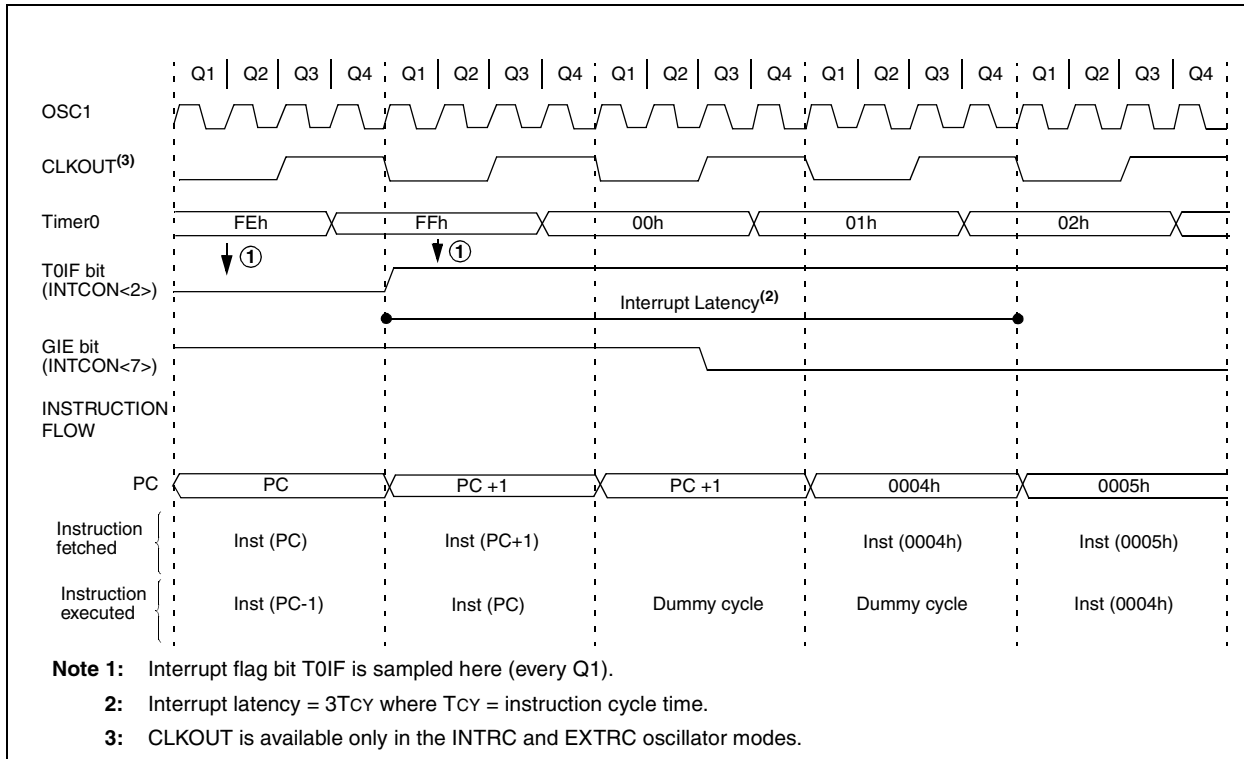 Q1 Q2 Q3 Q4 Q1 Q2 Q3 Q4 Q1 Q2 Q3 Q4 Q1 Q2 Q3 Q4 Q1 Q2 Q3 Q4
OSC1
CLKOUT(3)
Timer0 FEh FFh 00h 01h 02h
① ①
T0IF bit
(INTCON<2>)
Interrupt Latency(2)
GIE bit
(INTCON<7>)
INSTRUCTION
FLOW
PC PC PC +1 PC +1 0004h 0005h
Instruction
fetched
Inst (PC) Inst (PC+1) Inst (0004h) Inst (0005h)
Instruction
executed
Inst (PC-1) Inst (PC) Dummy cycle Dummy cycle Inst (0004h)
Note 1: Interrupt flag bit T0IF is sampled here (every Q1).
2: Interrupt latency = 3TCY where TCY = instruction cycle time.
3: CLKOUT is available only in the INTRC and EXTRC oscillator modes.